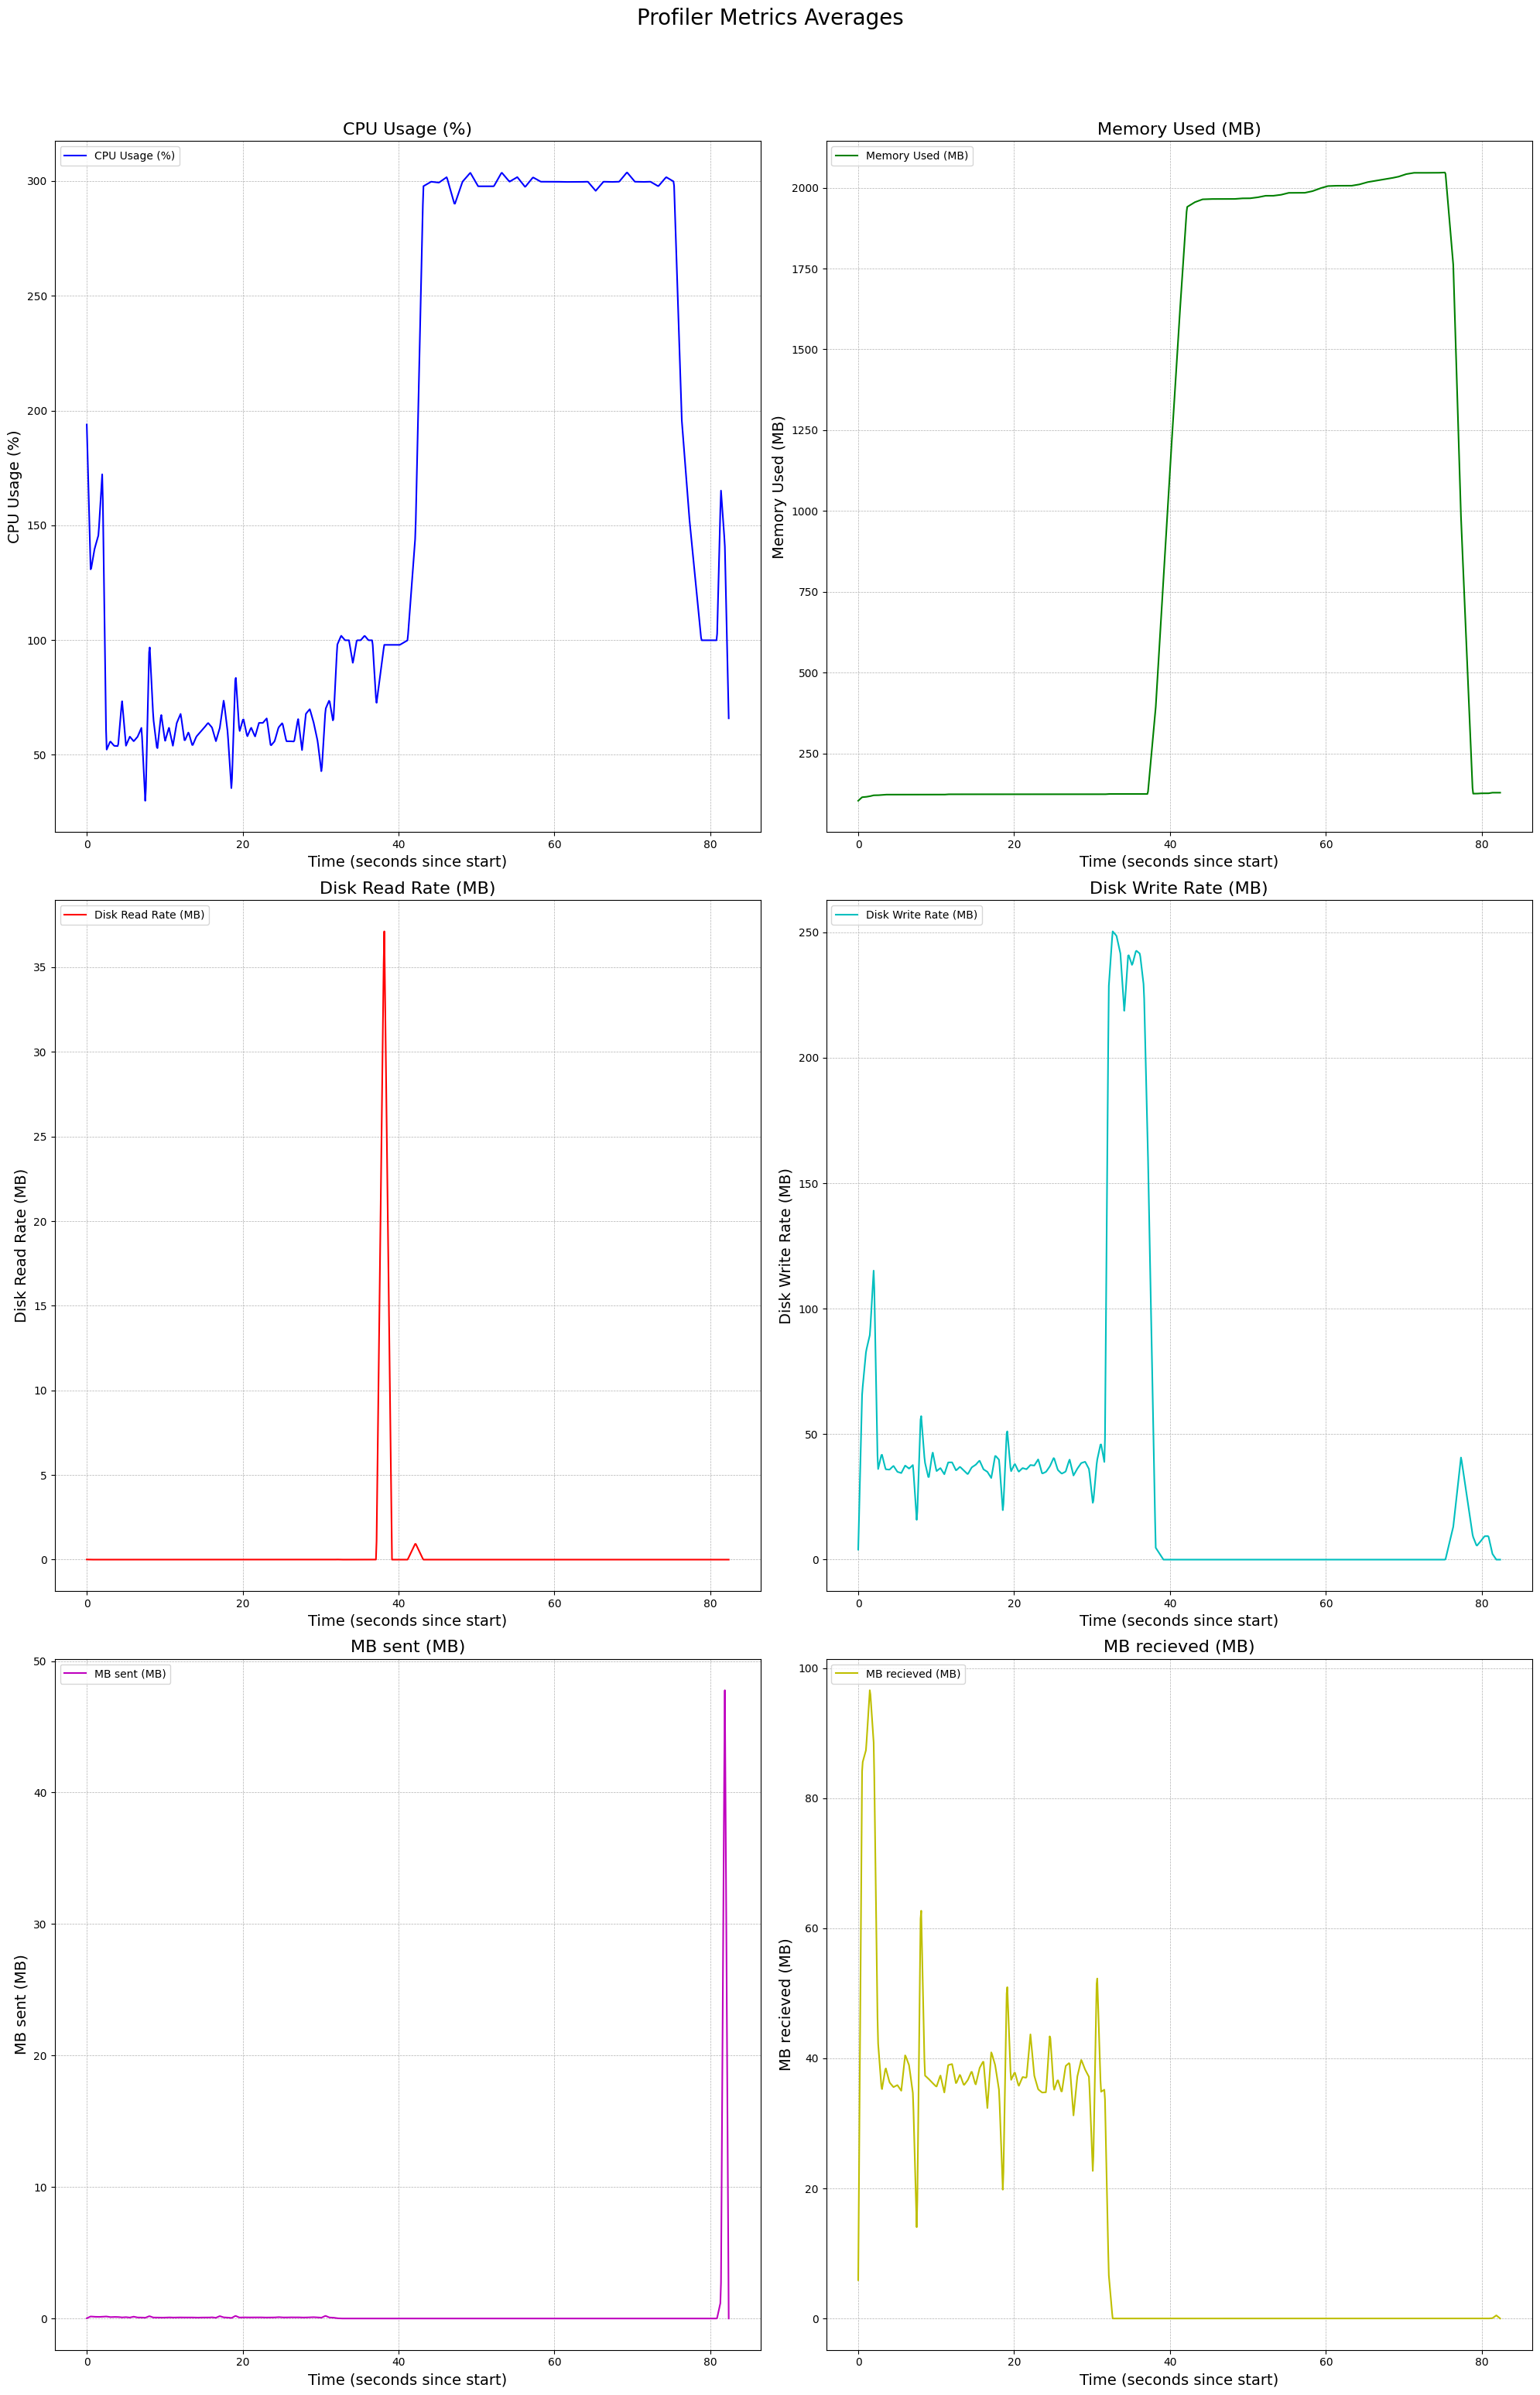 Profiler Metrics Averages
CPU Usage (%)
CPU Usage (%)
CPU Usage (%)
300
250
200
150
100
50
0 20 40 60 80
Time (seconds since start)
Memory Used (MB)
Memory Used (MB)
Memory Used (MB)
2000
1750
1500
1250
1000
750
500
250
0 20 40 60 80
Time (seconds since start)
Disk Read Rate (MB)
Disk Read Rate (MB)
Disk Read Rate (MB)
35
30
25
20
15
10
5
0
0 20 40 60 80
Time (seconds since start)
Disk Write Rate (MB)
Disk Write Rate (MB)
Disk Write Rate (MB)
250
200
150
100
50
0
0 20 40 60 80
Time (seconds since start)
MB sent (MB)
MB sent (MB)
MB sent (MB)
50
40
30
20
10
0
0 20 40 60 80
Time (seconds since start)
MB recieved (MB)
MB recieved (MB)
MB recieved (MB)
100
80
60
40
20
0
0 20 40 60 80
Time (seconds since start)